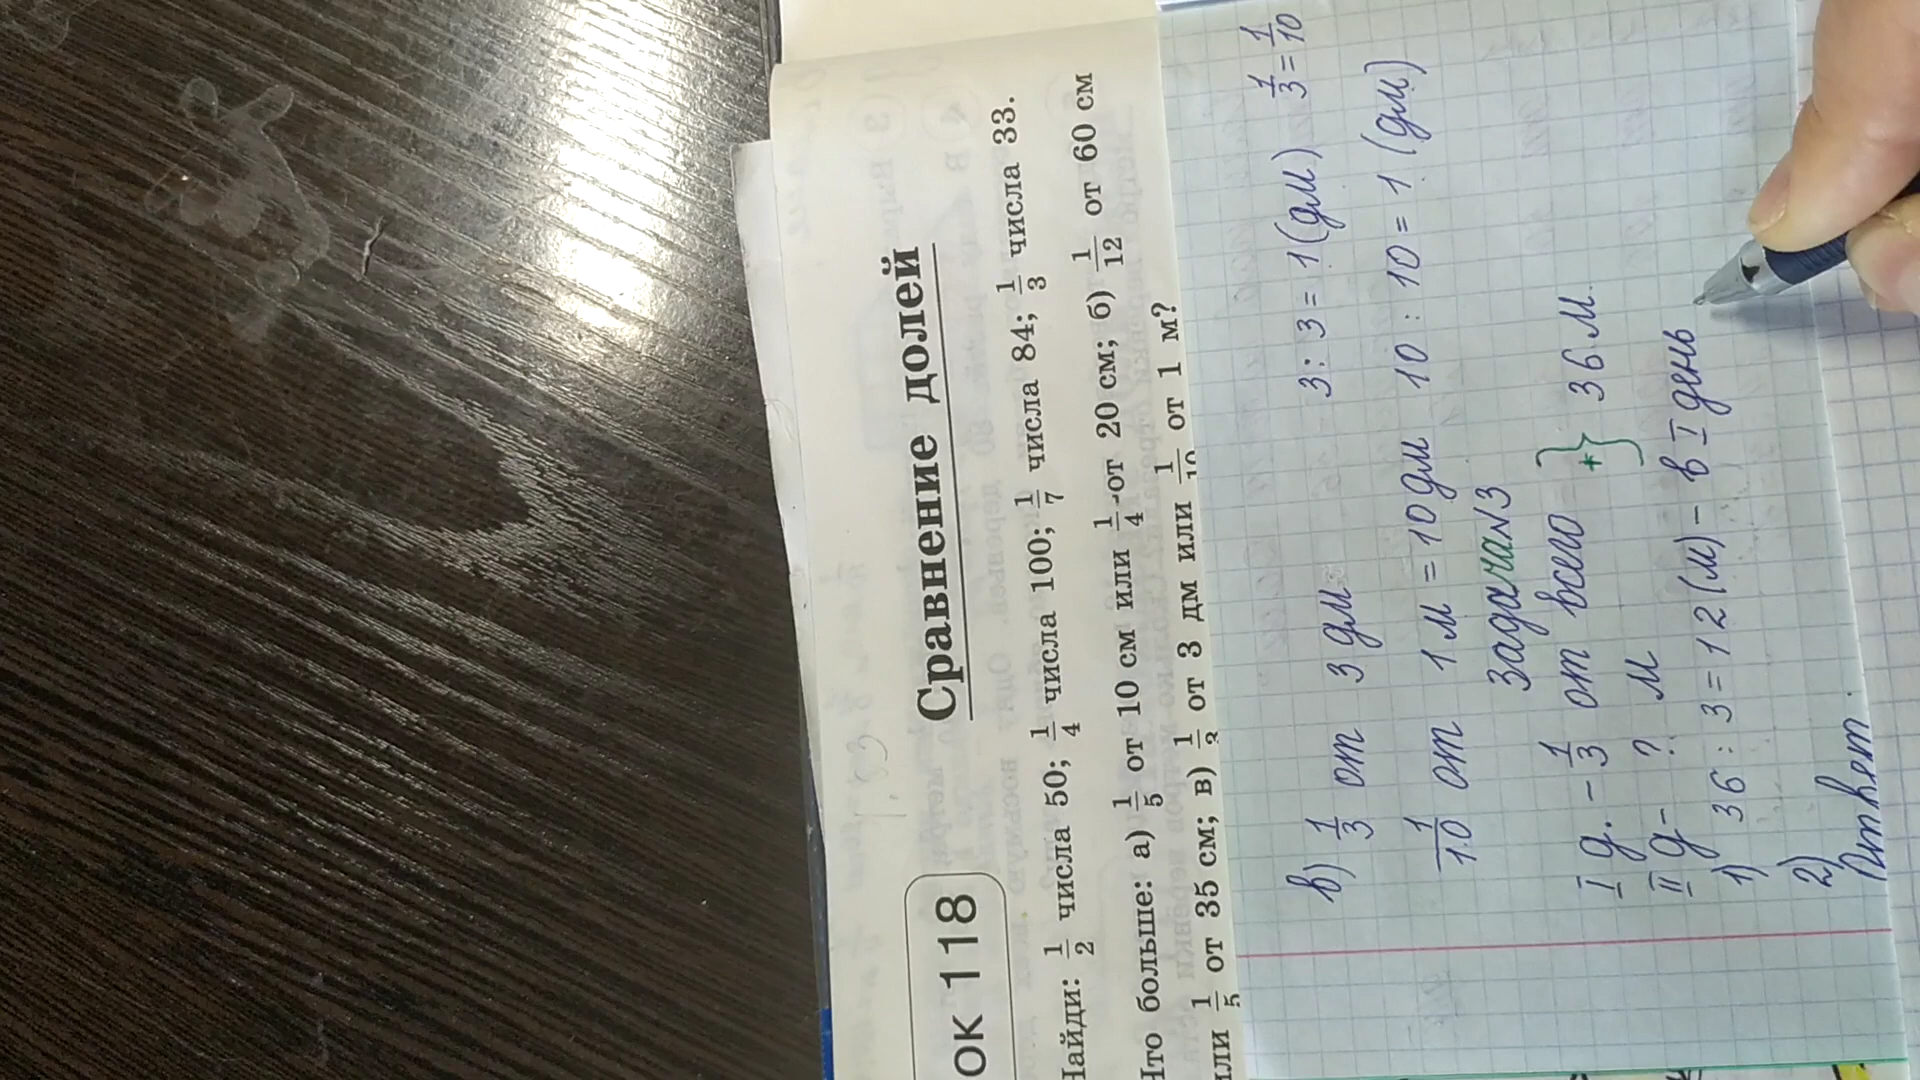 ОК 118
Сравнение долей
Найди: 1/2 числа 50; 1/4 числа 100; 1/7 числа 84; 1/3 числа 33.
Что больше: а) 1/5 от 10 см или 1/4 от 20 см; б) 1/12 от 60 см
или 1/5 от 35 см; в) 1/3 от 3 дм или 1/10 от 1 м?
в) 1/3 от 3 дм 3 : 3 = 1 (дм) 1/3 = 1/10
1/10 от 1 м = 10 дм 10 : 10 = 1 (дм)
Задача N3
I д. - 1/3 от всего + } 36 м.
II д - ? м
1) 36 : 3 = 12 (м) - в I день
2)
Ответ.